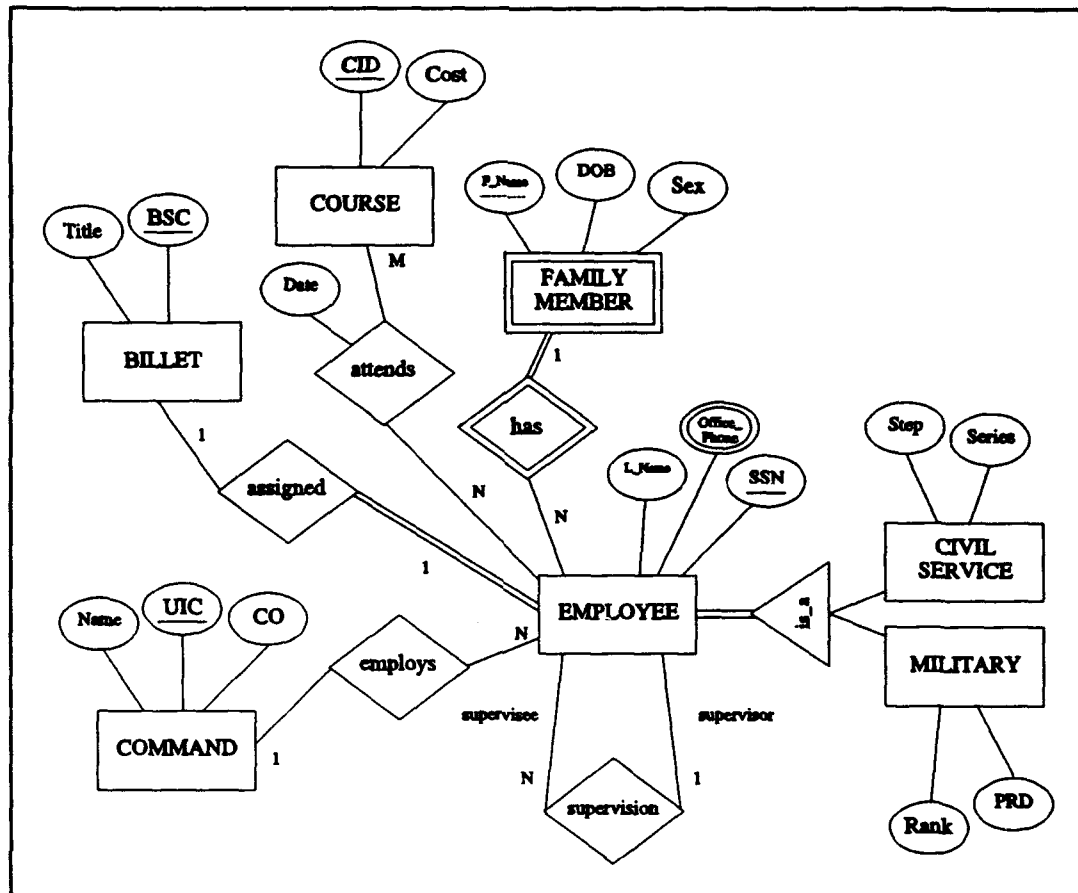 CID
Cost
COURSE
F_Name
DOB
Sex
FAMILY
MEMBER
Title
BSC
BILLET
M
Date
attends
1
has
1
assigned
N
N
L_Name
Office_
Phone
SSN
Step
Series
CIVIL
SERVICE
1
EMPLOYEE
is_a
Name
UIC
CO
N
employs
MILITARY
COMMAND
1
supervisee
supervisor
N
1
supervision
Rank
PRD